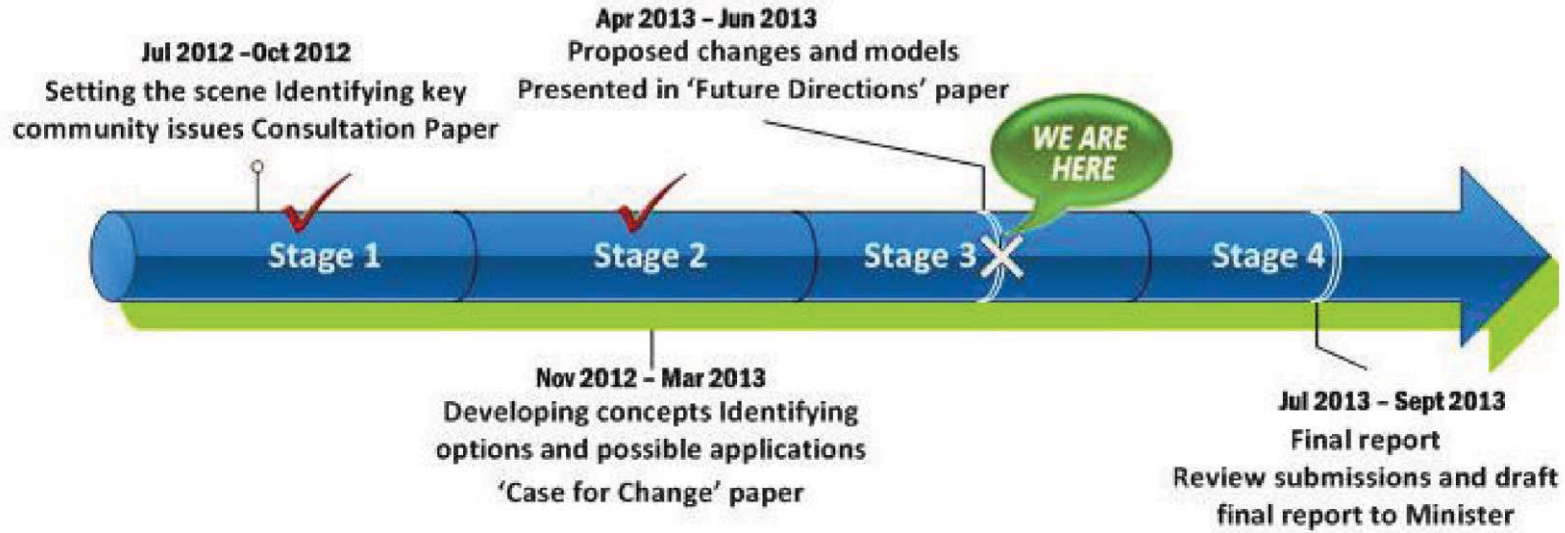 Jul 2012 –Oct 2012
Setting the scene Identifying key
community issues Consultation Paper
Apr 2013 – Jun 2013
Proposed changes and models
Presented in ‘Future Directions’ paper
WE ARE
HERE
Stage 1
Stage 2
Stage 3
Stage 4
Nov 2012 – Mar 2013
Developing concepts Identifying
options and possible applications
‘Case for Change’ paper
Jul 2013 – Sept 2013
Final report
Review submissions and draft
final report to Minister